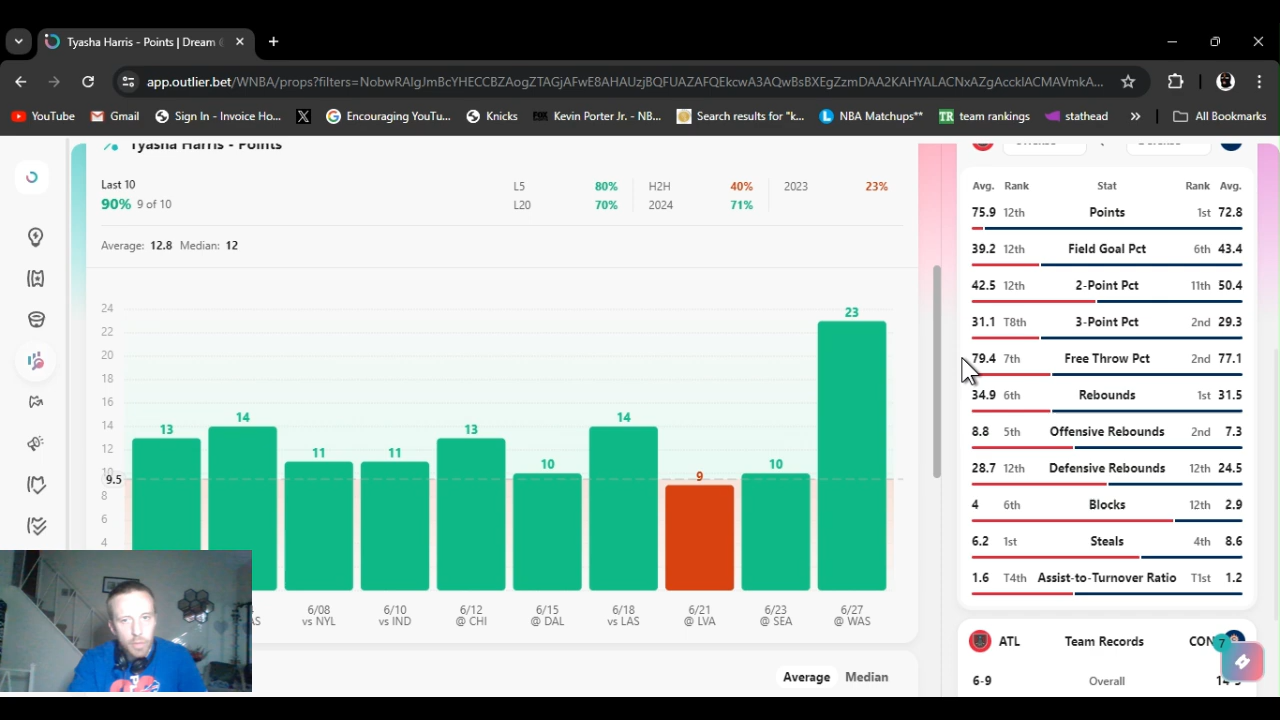 Tyasha Harris - Points | Dream
app.outlier.bet/WNBA/props?filters=NobwRAlgJmBcYHECCBZAogZTAGjAFwE8AHAUzjBQFUAZAFQEkcwA3AQwBsBXEgZzmDAA2KAHYALACNxAZgAccklACMAVmkA...
YouTube Gmail Sign In - Invoice Ho... X Encouraging YouTu... Knicks Kevin Porter Jr. - NB... Search results for "k... NBA Matchups** team rankings stathead » All Bookmarks
Tyasha Harris - Points
Last 10
90% 9 of 10
L5 80% H2H 40% 2023 23%
L20 70% 2024 71%
Average: 12.8 Median: 12
24
22
20
18
16
14
12
10
9.5
8
6
4
13 14 11 11 13 10 14 9 10 23
6/08 6/10 6/12 6/15 6/18 6/21 6/23 6/27
vs NYL vs IND @ CHI @ DAL vs LAS @ LVA @ SEA @ WAS
Average Median
Avg. Rank Stat Rank Avg.
75.9 12th Points 1st 72.8
39.2 12th Field Goal Pct 6th 43.4
42.5 12th 2-Point Pct 11th 50.4
31.1 T8th 3-Point Pct 2nd 29.3
79.4 7th Free Throw Pct 2nd 77.1
34.9 6th Rebounds 1st 31.5
8.8 5th Offensive Rebounds 2nd 7.3
28.7 12th Defensive Rebounds 12th 24.5
4 6th Blocks 12th 2.9
6.2 1st Steals 4th 8.6
1.6 T4th Assist-to-Turnover Ratio T1st 1.2
ATL Team Records CON 7
6-9 Overall